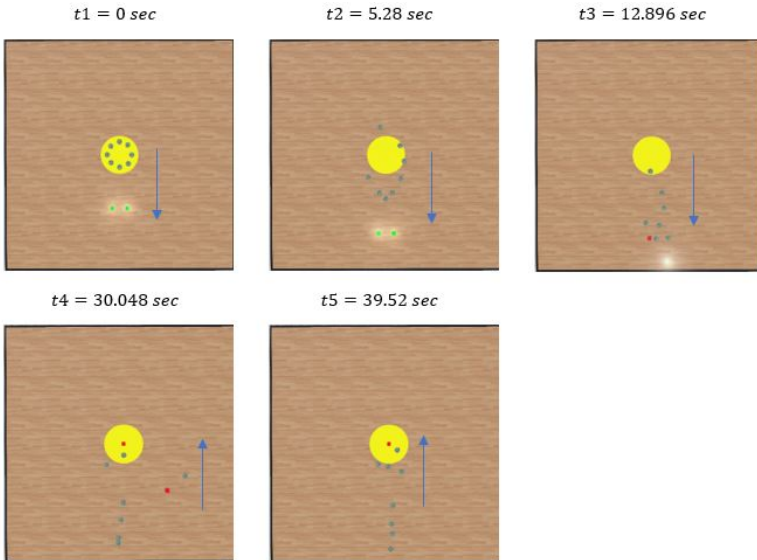 t1 = 0 sec
t2 = 5.28 sec
t3 = 12.896 sec
t4 = 30.048 sec
t5 = 39.52 sec